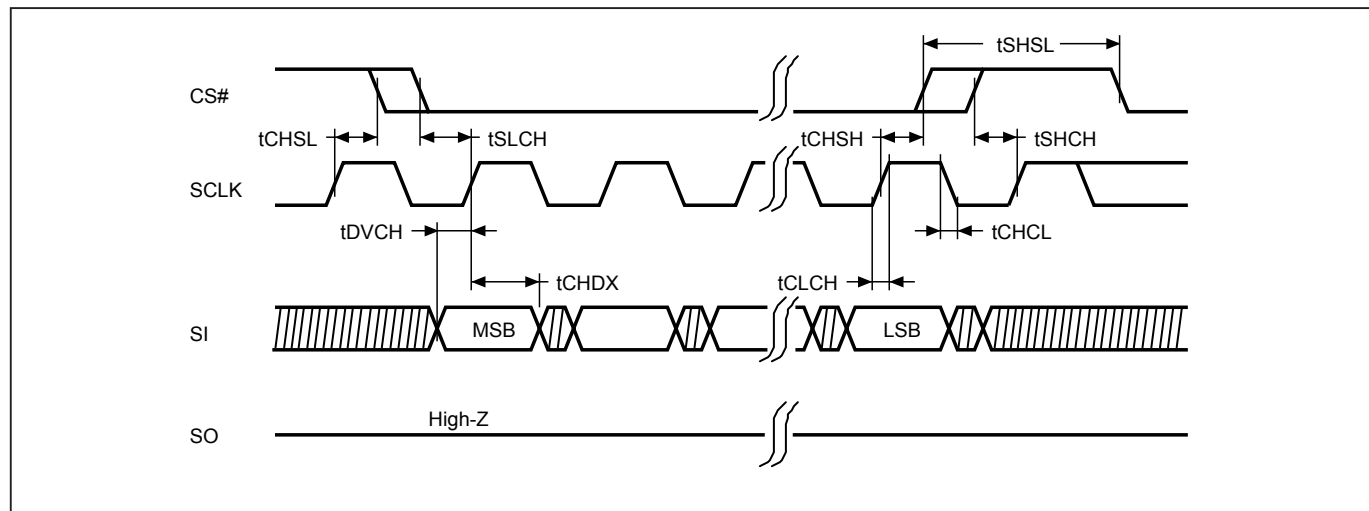 tSHSL
CS#
tCHSL
tSLCH
tCHSH
tSHCH
SCLK
tDVCH
tCHCL
tCHDX
tCLCH
SI
MSB
LSB
High-Z
SO